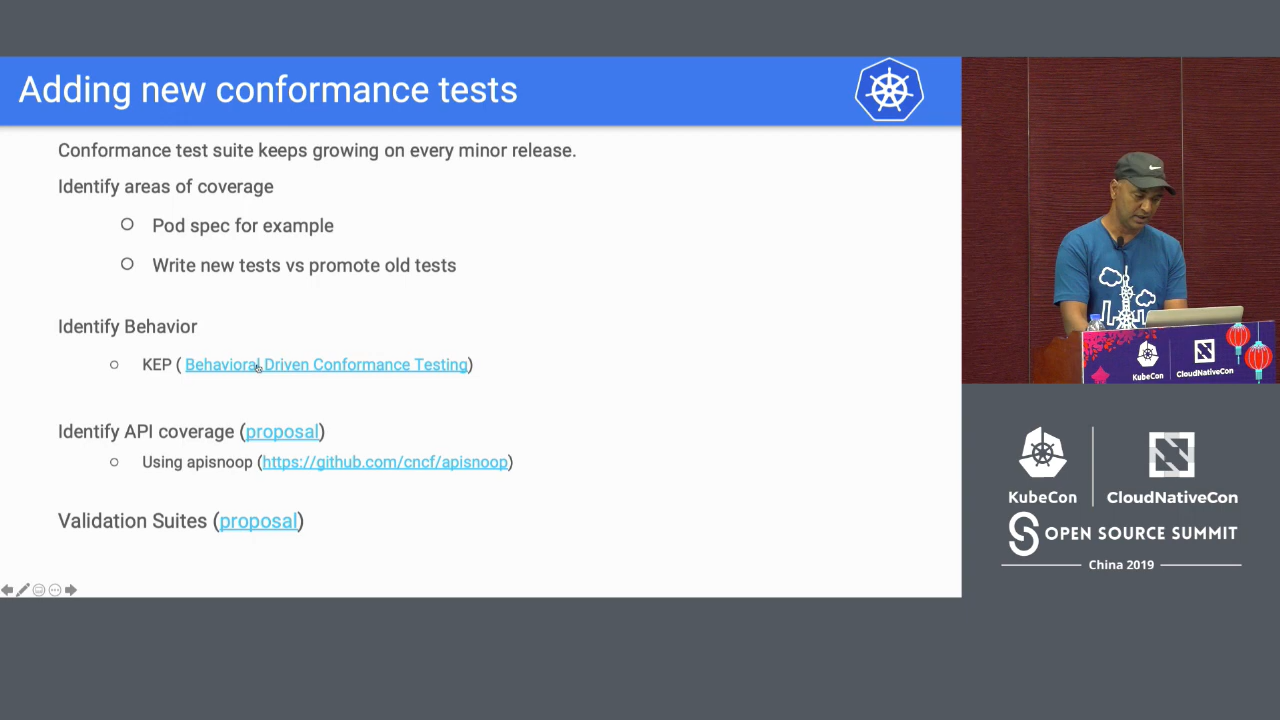 Adding new conformance tests
Conformance test suite keeps growing on every minor release.
Identify areas of coverage
Pod spec for example
Write new tests vs promote old tests
Identify Behavior
KEP ( Behavioral Driven Conformance Testing)
Identify API coverage (proposal)
Using apisnoop (https://github.com/cncf/apisnoop)
Validation Suites (proposal)
KubeCon
CloudNativeCon
KubeCon
CloudNativeCon
OPEN SOURCE SUMMIT
China 2019